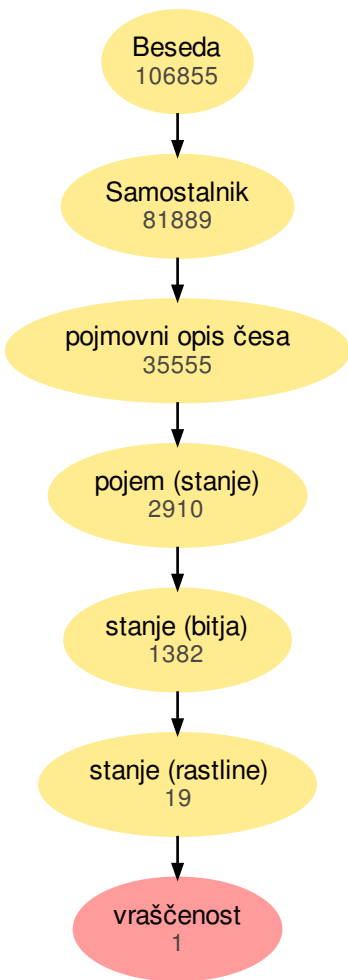 Beseda
106855
Samostalnik
81889
pojmovni opis česa
35555
pojem (stanje)
2910
stanje (bitja)
1382
stanje (rastline)
19
vraščenost
1